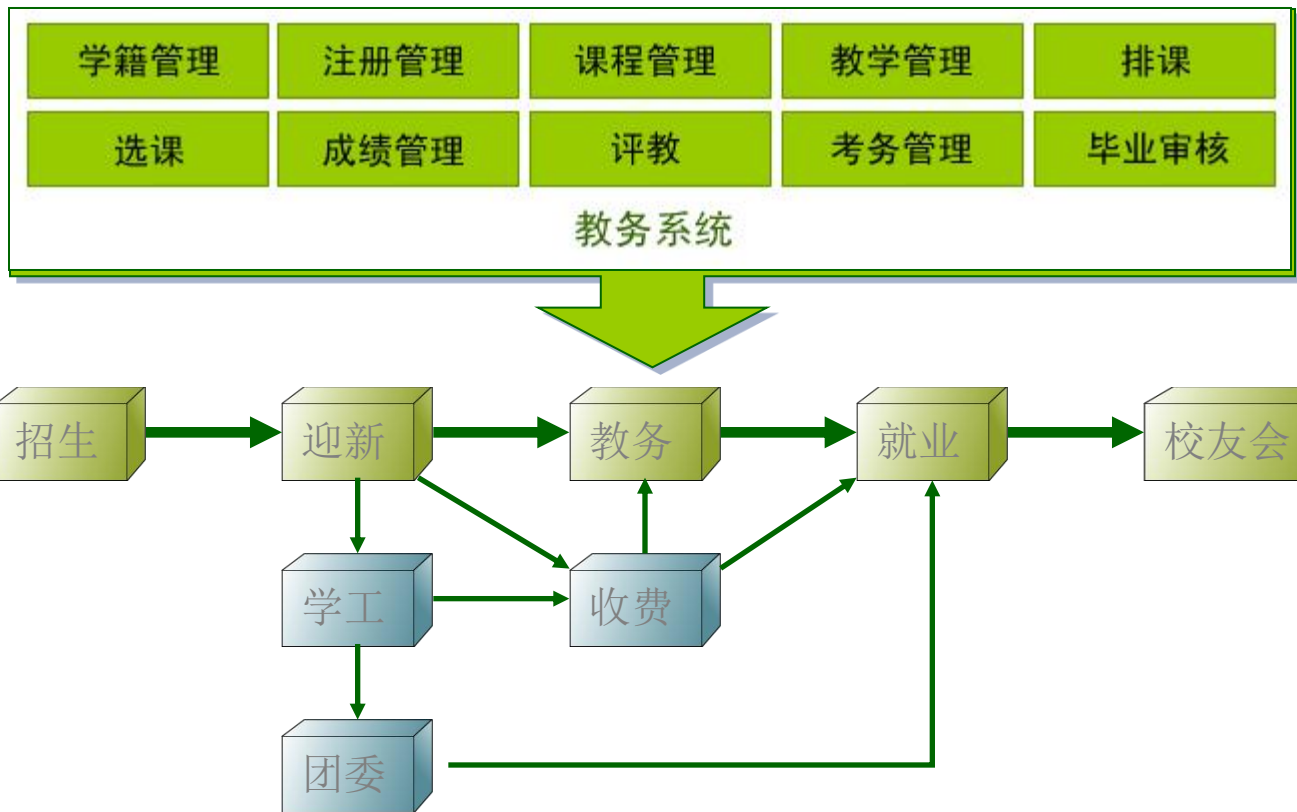 学籍管理 注册管理 课程管理 教学管理 排课
选课 成绩管理 评教 考务管理 毕业审核
教务系统
招生 迎新 教务 就业 校友会
学工 收费
团委